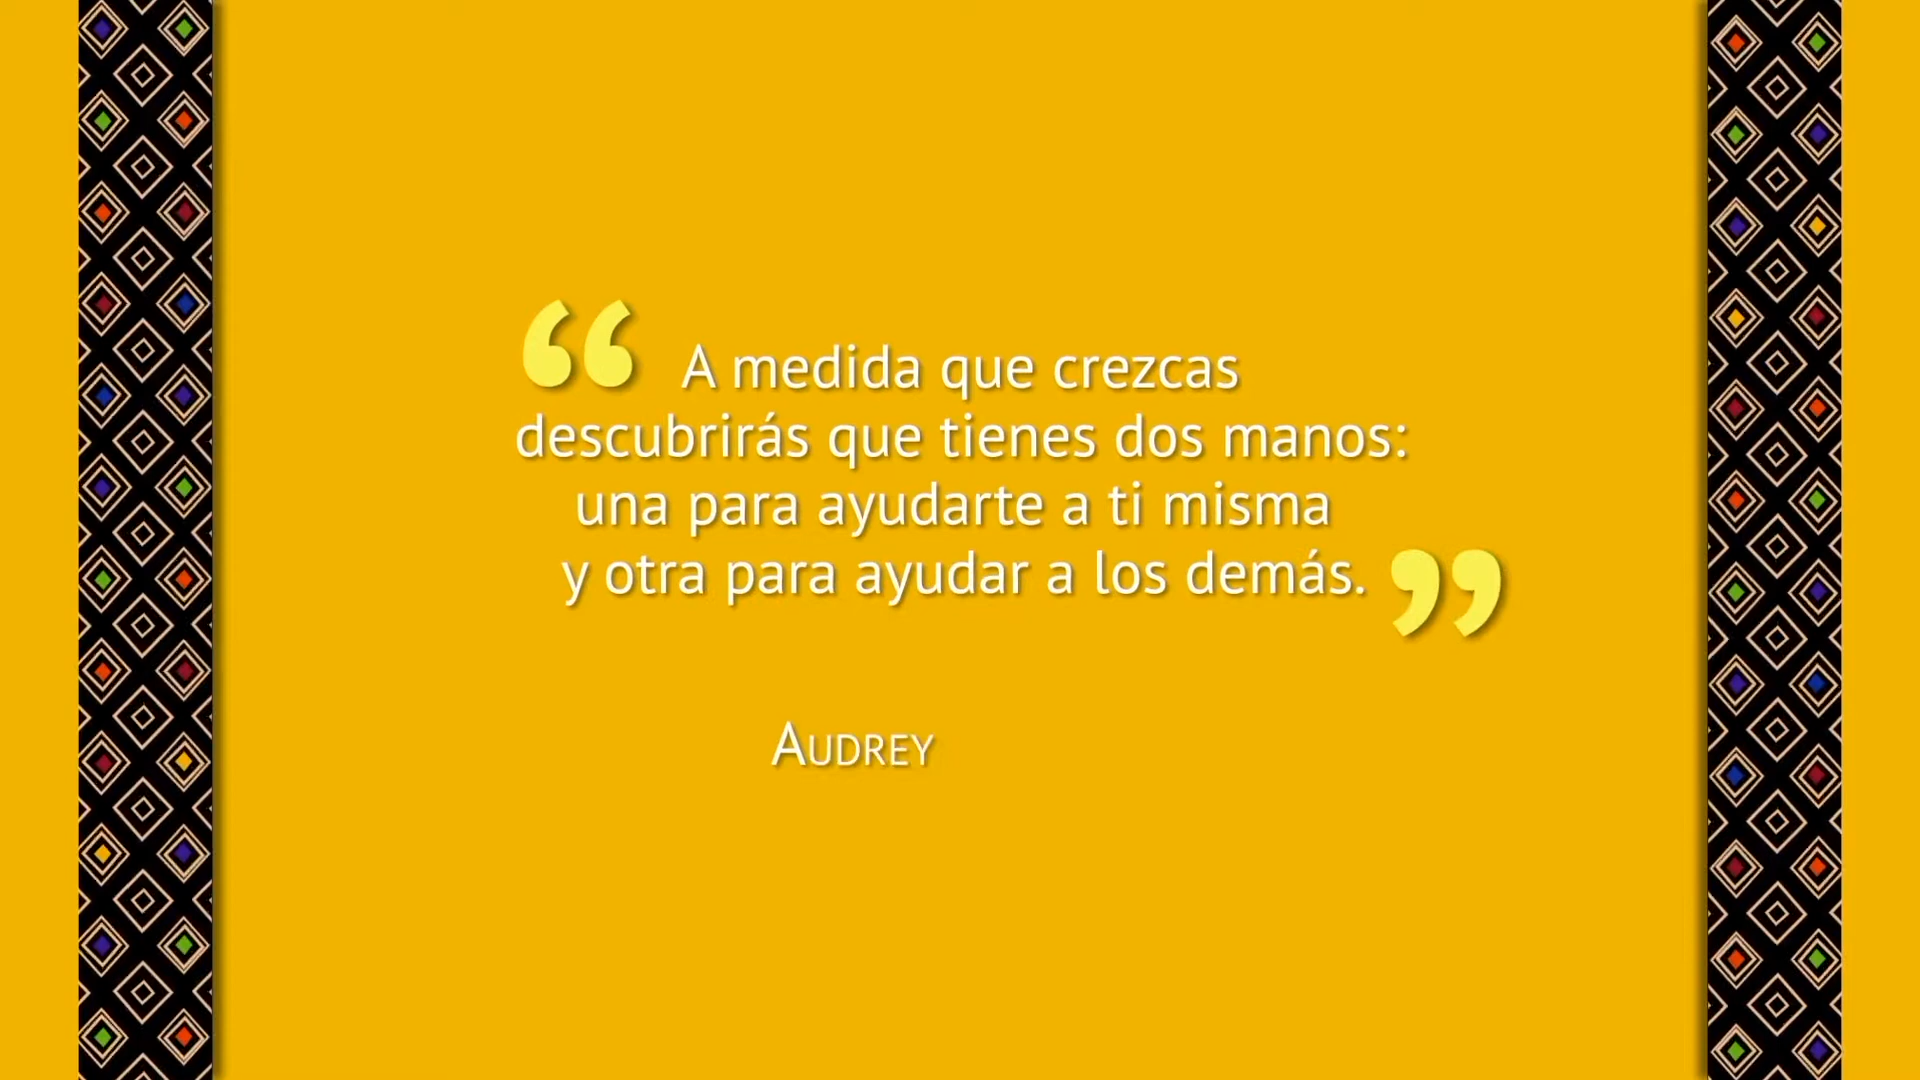 “ A medida que crezcas
descubrirás que tienes dos manos:
una para ayudarte a ti misma
y otra para ayudar a los demás. ”
Audrey